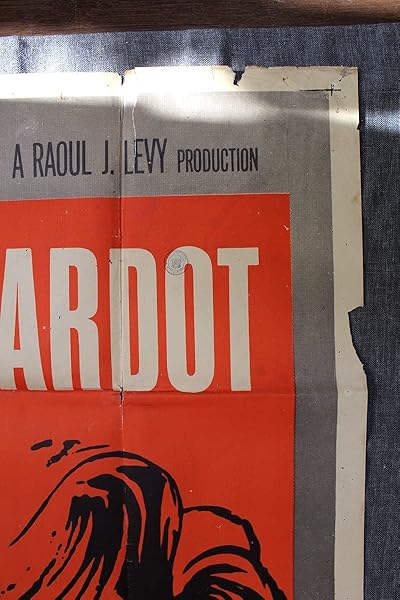 A RAOUL J. LEVY PRODUCTION
ARDOT